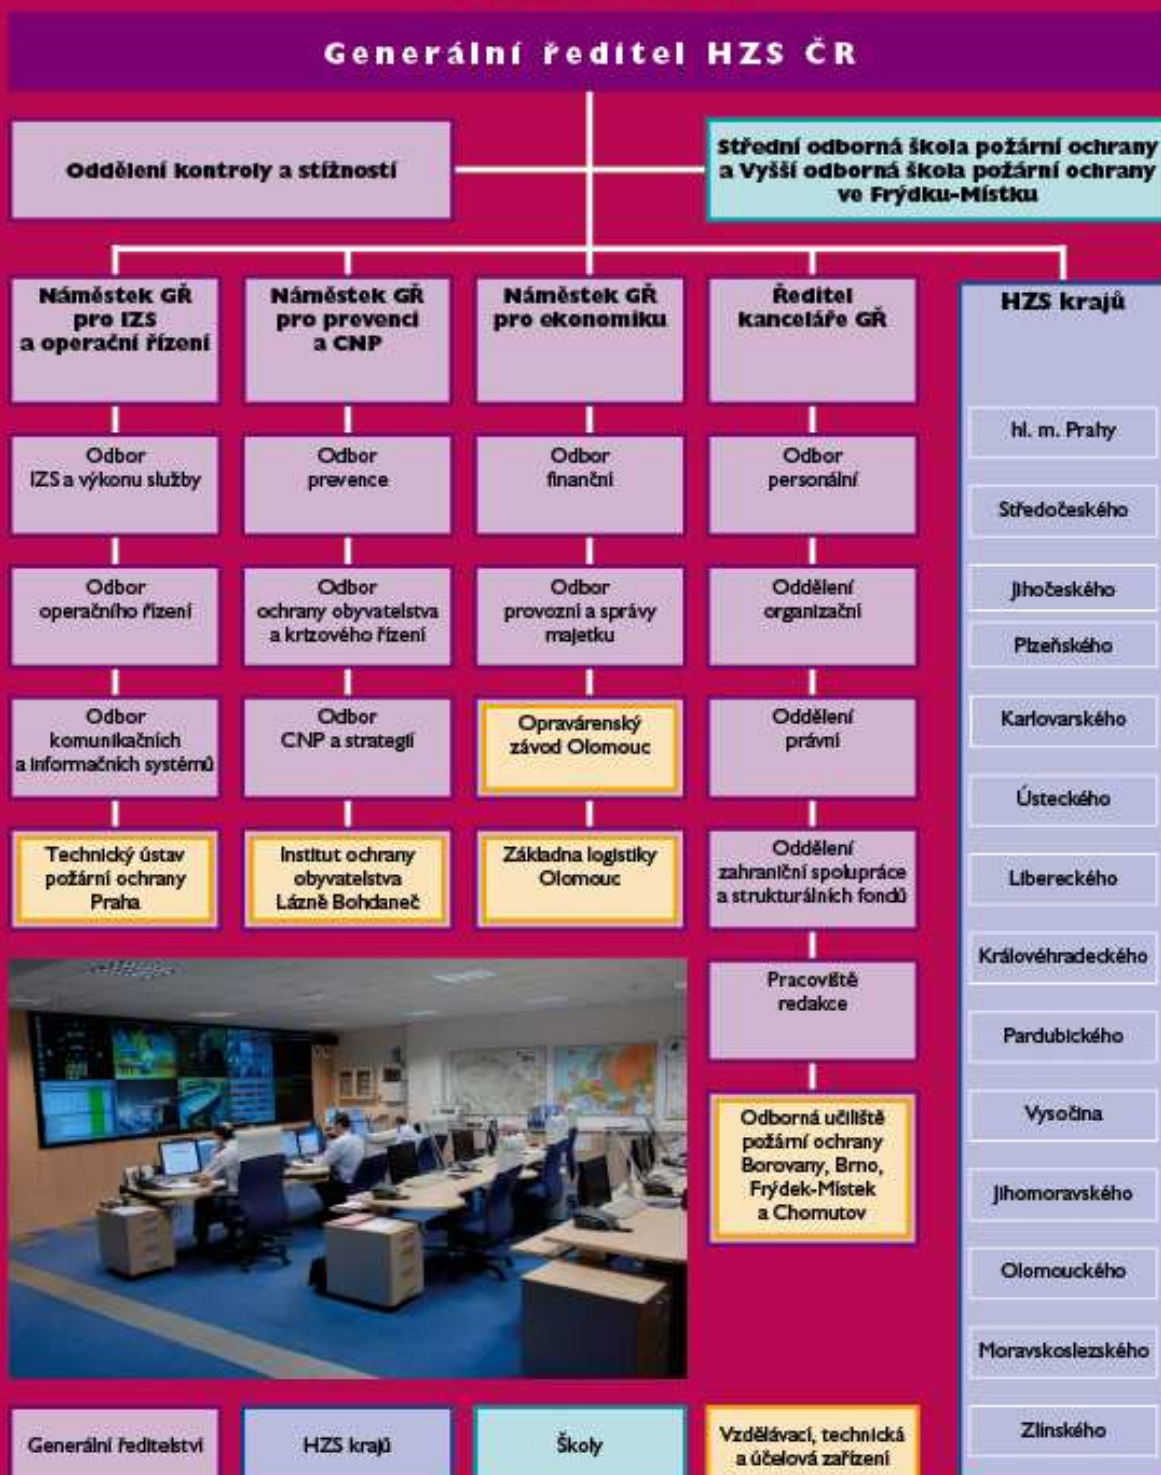 Generální ředitel HZS ČR
Oddělení kontroly a stížností
Střední odborná škola požární ochrany
a Vyšší odborná škola požární ochrany
ve Frýdku-Místku
Náměstek GŘ
pro IZS
a operační řízení
Odbor
IZS a výkonu služby
Odbor
operačního řízení
Odbor
komunikačních
a informačních systémů
Technický ústav
požární ochrany
Praha
Náměstek GŘ
pro prevenci
a CNP
Odbor
prevence
Odbor
ochrany obyvatelstva
a krizového řízení
Odbor
CNP a strategií
Institut ochrany
obyvatelstva
Lázně Bohdaneč
Náměstek GŘ
pro ekonomiku
Odbor
finanční
Odbor
provozní a správy
majetku
Opravárenský
závod Olomouc
Základna logistiky
Olomouc
Ředitel
kanceláře GŘ
Odbor
personální
Oddělení
organizační
Oddělení
právní
Oddělení
zahraniční spolupráce
a strukturálních fondů
Pracoviště
redakce
Odborná učiliště
požární ochrany
Borovany, Brno,
Frýdek-Místek
a Chomutov
HZS krajů
hl. m. Prahy
Středočeského
Jihočeského
Plzeňského
Karlovarského
Ústeckého
Libereckého
Královéhradeckého
Pardubického
Vysočina
Jihomoravského
Olomouckého
Moravskoslezského
Zlínského
Generální ředitelství
HZS krajů
Školy
Vzdělávací, technická
a účelová zařízení